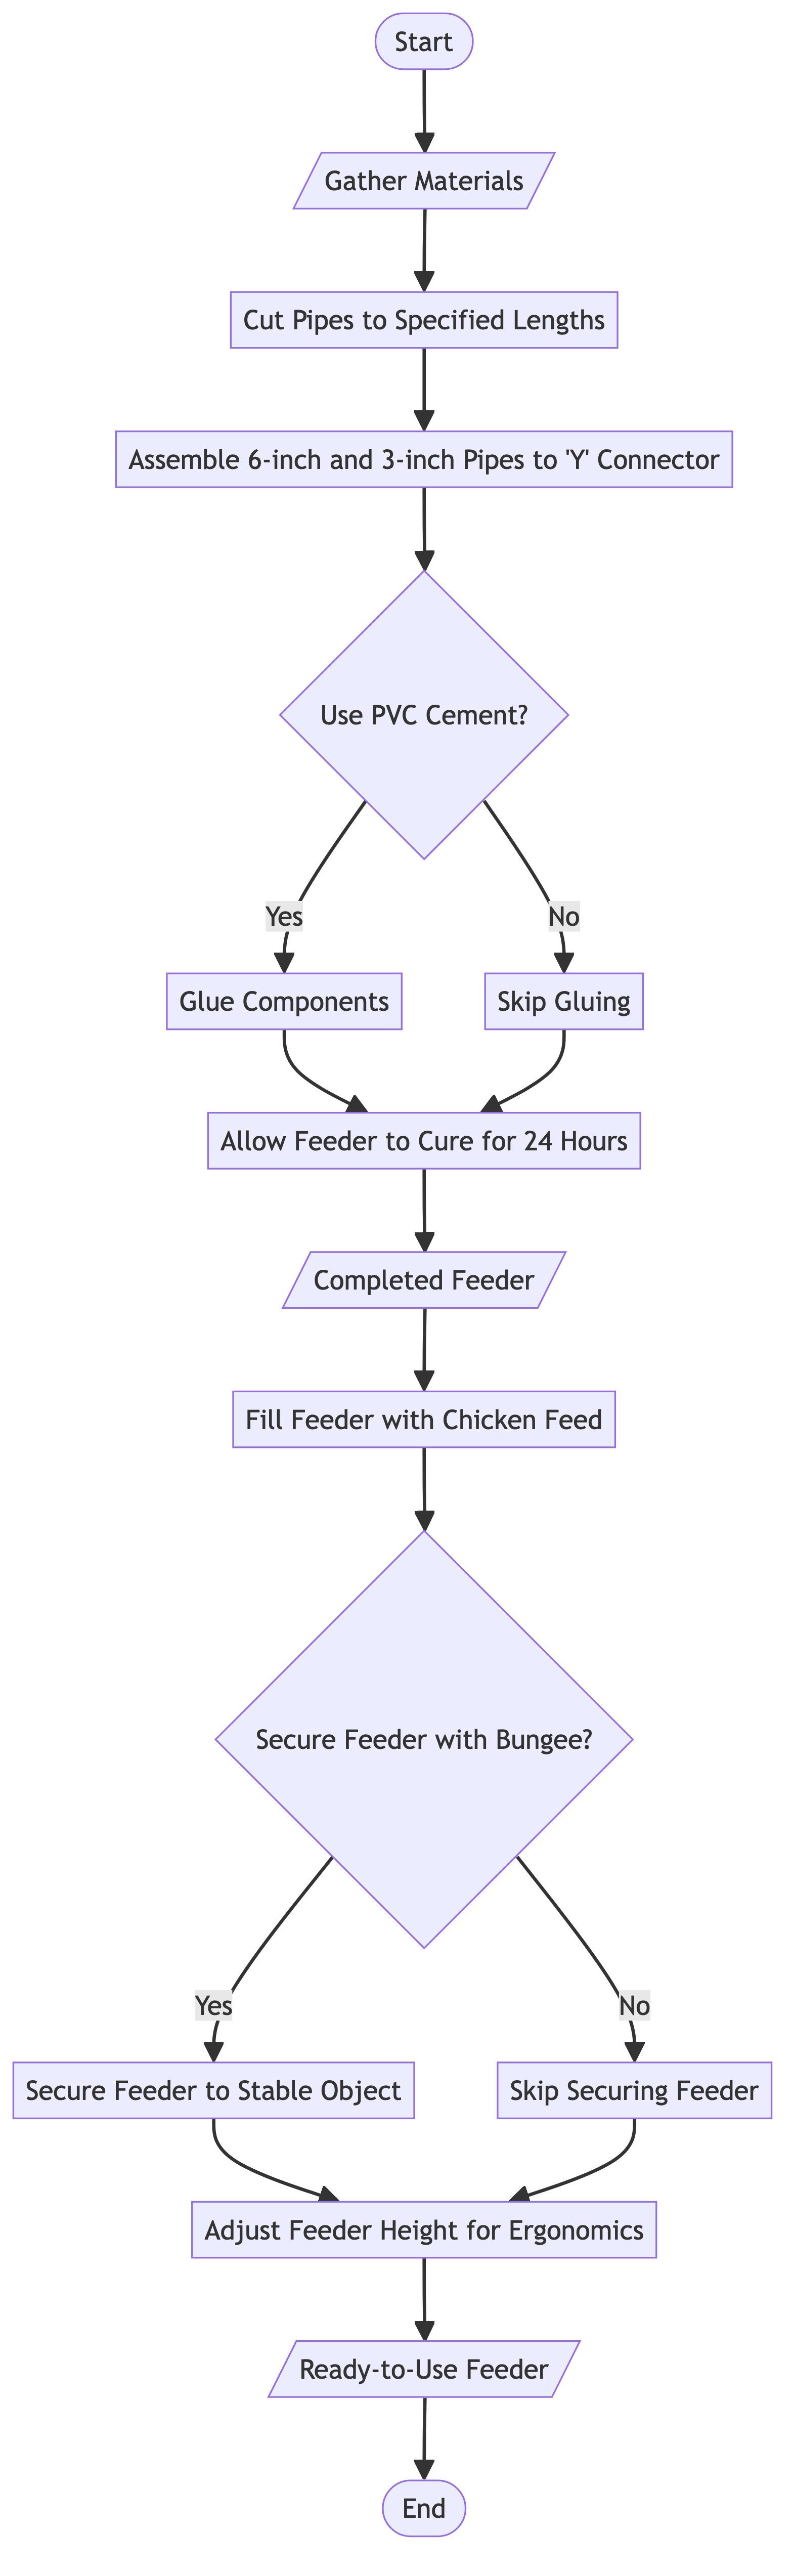 Start
Gather Materials
Cut Pipes to Specified Lengths
Assemble 6-inch and 3-inch Pipes to 'Y' Connector
Use PVC Cement?
Yes
No
Glue Components
Skip Gluing
Allow Feeder to Cure for 24 Hours
Completed Feeder
Fill Feeder with Chicken Feed
Secure Feeder with Bungee?
Yes
No
Secure Feeder to Stable Object
Skip Securing Feeder
Adjust Feeder Height for Ergonomics
Ready-to-Use Feeder
End